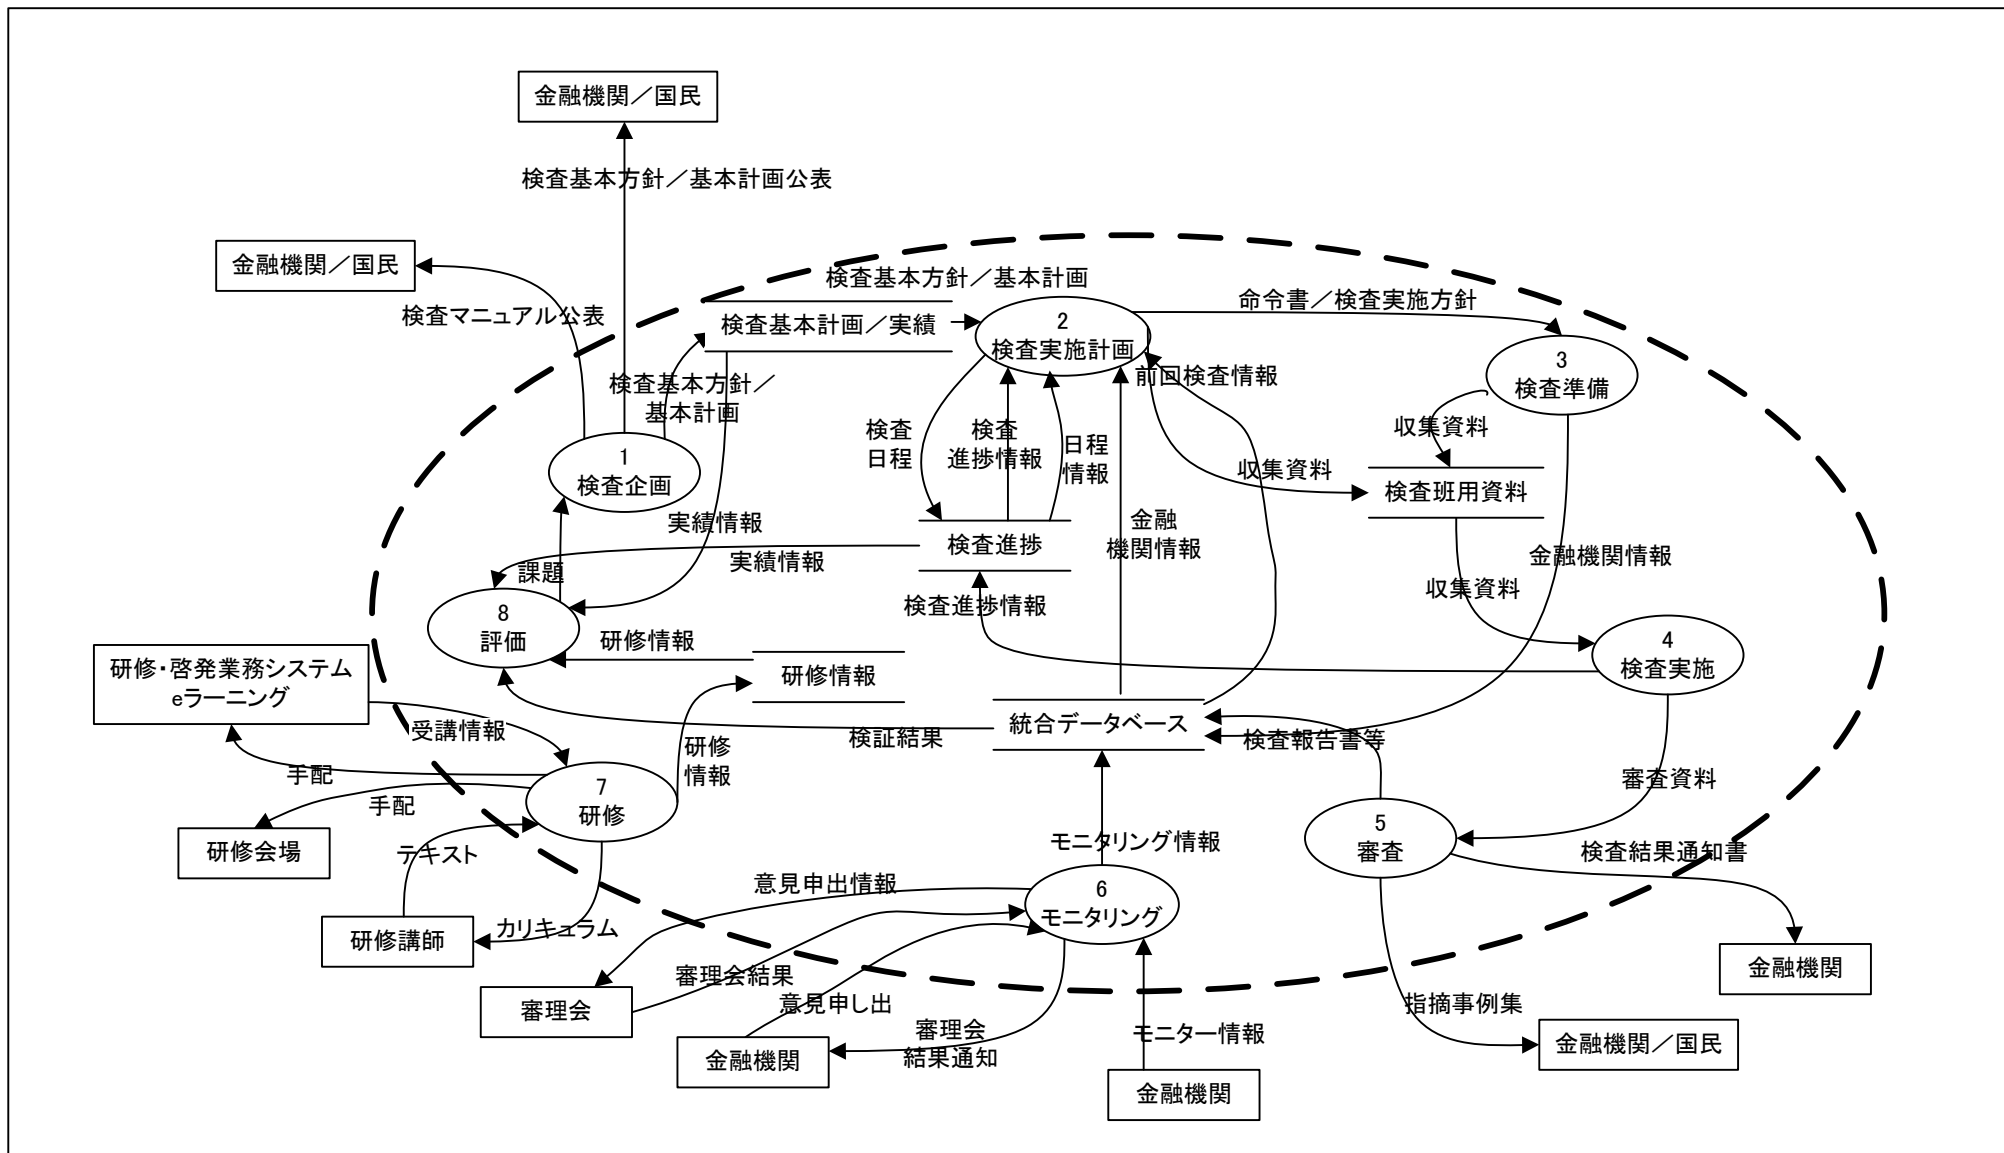 金融機関／国民
検査基本方針／基本計画公表
金融機関／国民
検査マニュアル公表
検査基本方針／基本計画
命令書／検査実施方針
検査基本計画／実績
2
検査実施計画
3
検査準備
前回検査情報
検査基本方針／
基本計画
収集資料
検査
日程
検査
進捗情報
日程
情報
収集資料
検査班用資料
1
検査企画
実績情報
金融
機関情報
検査進捗
実績情報
課題
金融機関情報
収集資料
検査進捗情報
8
評価
研修情報
4
検査実施
研修・啓発業務システム
eラーニング
研修情報
受講情報
統合データベース
検証結果
検査報告書等
研修
情報
手配
審査資料
7
研修
手配
5
審査
研修会場
テキスト
モニタリング情報
検査結果通知書
意見申出情報
6
モニタリング
研修講師
カリキュラム
金融機関
審理会結果
意見申し出
指摘事例集
審理会
審理会
結果通知
モニター情報
金融機関
金融機関／国民
金融機関